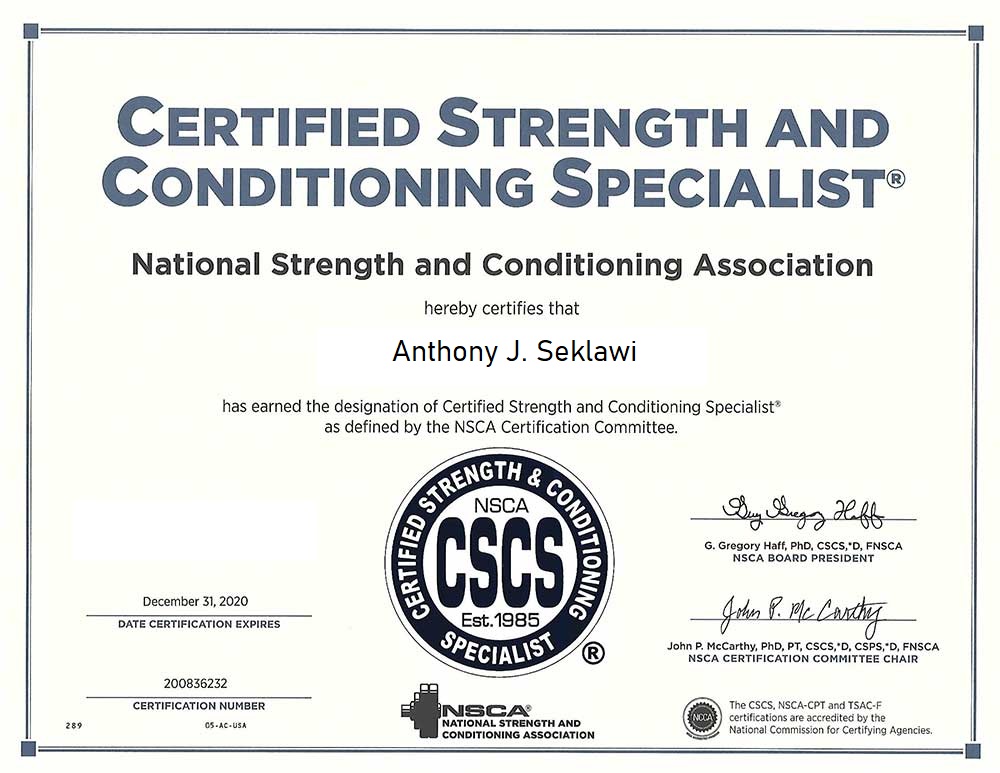 CERTIFIED STRENGTH AND
CONDITIONING SPECIALIST®
National Strength and Conditioning Association
hereby certifies that
Anthony J. Seklawi
has earned the designation of Certified Strength and Conditioning Specialist®
as defined by the NSCA Certification Committee.
CERTIFIED STRENGTH & CONDITIONING
NSCA
CSCS
Est.1985
SPECIALIST
®
G. Gregory Haff
G. Gregory Haff, PhD, CSCS,*D, FNSCA
NSCA BOARD PRESIDENT
December 31, 2020
DATE CERTIFICATION EXPIRES
John P. McCarthy
John P. McCarthy, PhD, PT, CSCS,*D, CSPS,*D, FNSCA
NSCA CERTIFICATION COMMITTEE CHAIR
200836232
CERTIFICATION NUMBER
289
05-AC-USA
NSCA®
NATIONAL STRENGTH AND
CONDITIONING ASSOCIATION
NCCA
The CSCS, NSCA-CPT and TSAC-F
certifications are accredited by the
National Commission for Certifying Agencies.